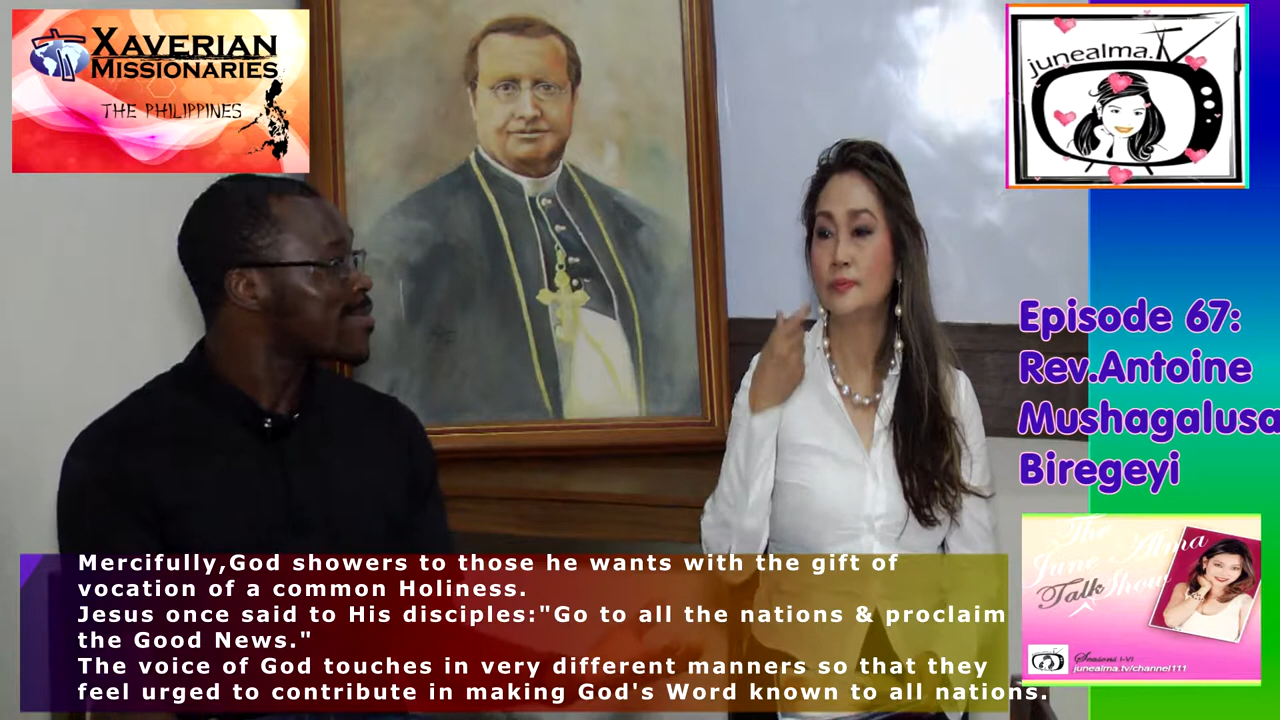 XAVERIAN
MISSIONARIES
THE PHILIPPINES
junealma.TV
Episode 67:
Rev.Antoine
Mushagalusa
Biregeyi
The
June Alma
Talk Show
Seasons I-VI
junealma.tv/channel111
Mercifully,God showers to those he wants with the gift of
vocation of a common Holiness.
Jesus once said to His disciples:"Go to all the nations & proclaim
the Good News."
The voice of God touches in very different manners so that they
feel urged to contribute in making God's Word known to all nations.